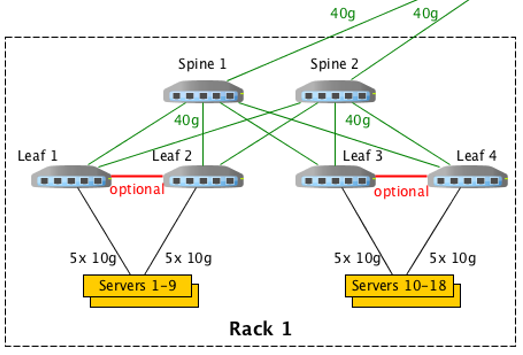 40g
40g
Spine 1
Spine 2
40g
40g
Leaf 1
Leaf 2
Leaf 3
Leaf 4
optional
optional
5x 10g
5x 10g
5x 10g
5x 10g
Servers 1-9
Servers 10-18
Rack 1